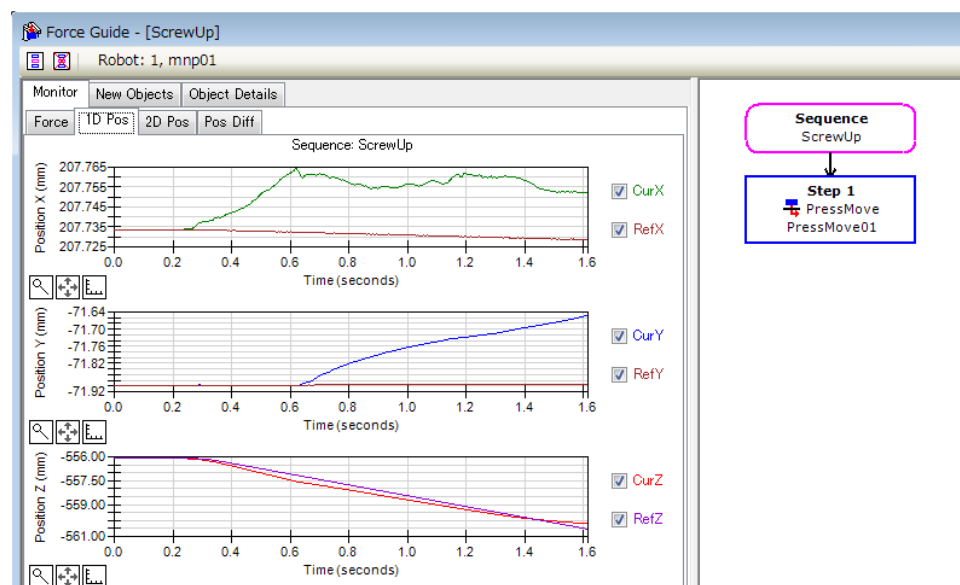 Force Guide - [ScrewUp]
Robot: 1, mnp01
Monitor New Objects Object Details
Force 1D Pos 2D Pos Pos Diff
Sequence: ScrewUp
Position X (mm)
207.765
207.755
207.745
207.735
207.725
0.0 0.2 0.4 0.6 0.8 1.0 1.2 1.4 1.6
Time (seconds)
CurX
RefX
Position Y (mm)
-71.64
-71.70
-71.76
-71.82
-71.92
0.0 0.2 0.4 0.6 0.8 1.0 1.2 1.4 1.6
Time (seconds)
CurY
RefY
Position Z (mm)
-556.00
-557.50
-559.00
-561.00
0.0 0.2 0.4 0.6 0.8 1.0 1.2 1.4 1.6
Time (seconds)
CurZ
RefZ
Sequence
ScrewUp
Step 1
PressMove
PressMove01